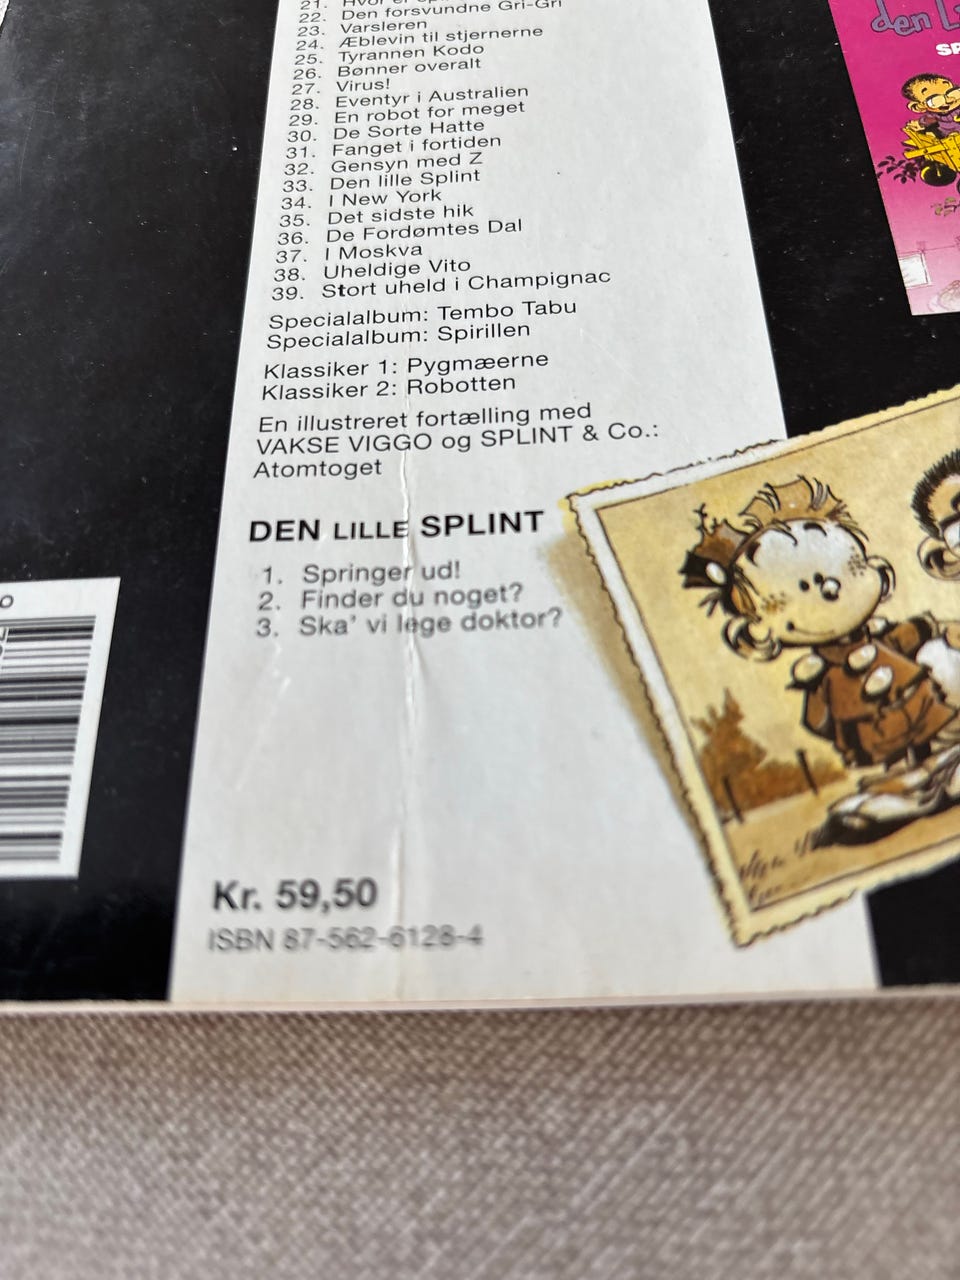 21. Hvor er
22. Den forsvundne Gri-Gri
23. Varsleren
24. Æblevin til stjernerne
25. Tyrannen Kodo
26. Bønner overalt
27. Virus!
28. Eventyr i Australien
29. En robot for meget
30. De Sorte Hatte
31. Fanget i fortiden
32. Gensyn med Z
33. Den lille Splint
34. I New York
35. Det sidste hik
36. De Fordømtes Dal
37. I Moskva
38. Uheldige Vito
39. Stort uheld i Champignac
Specialalbum: Tembo Tabu
Specialalbum: Spirillen
Klassiker 1: Pygmæerne
Klassiker 2: Robotten
En illustreret fortælling med
VAKSE VIGGO og SPLINT & Co.:
Atomtoget
DEN LILLE SPLINT
1. Springer ud!
2. Finder du noget?
3. Ska' vi lege doktor?
Kr. 59,50
ISBN 87-562-6128-4
den